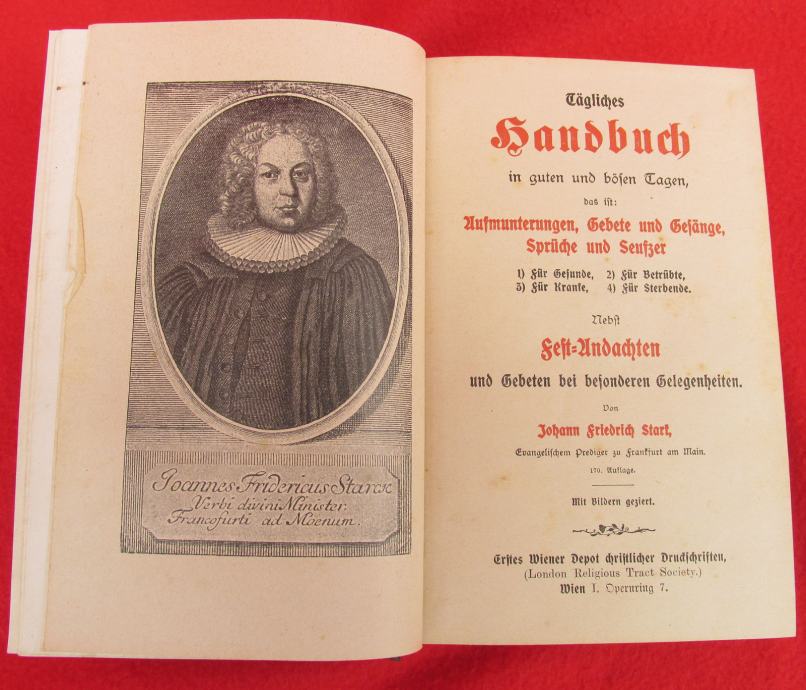 Joannes Fridericus Starck
Verbi divini Minister.
Francofurti ad Moenum.
Tägliches
Handbuch
in guten und bösen Tagen,
das ist:
Aufmunterungen, Gebete und Gesänge,
Sprüche und Seufzer
1) Für Gesunde, 2) Für Betrübte,
3) Für Kranke, 4) Für Sterbende.
Nebst
Fest-Andachten
und Gebeten bei besonderen Gelegenheiten.
Von
Johann Friedrich Stark,
Evangelischem Prediger zu Frankfurt am Main.
170. Auflage.
Mit Bildern geziert.
Erstes Wiener Depot christlicher Druckschriften,
(London Religious Tract Society.)
Wien I. Opernring 7.